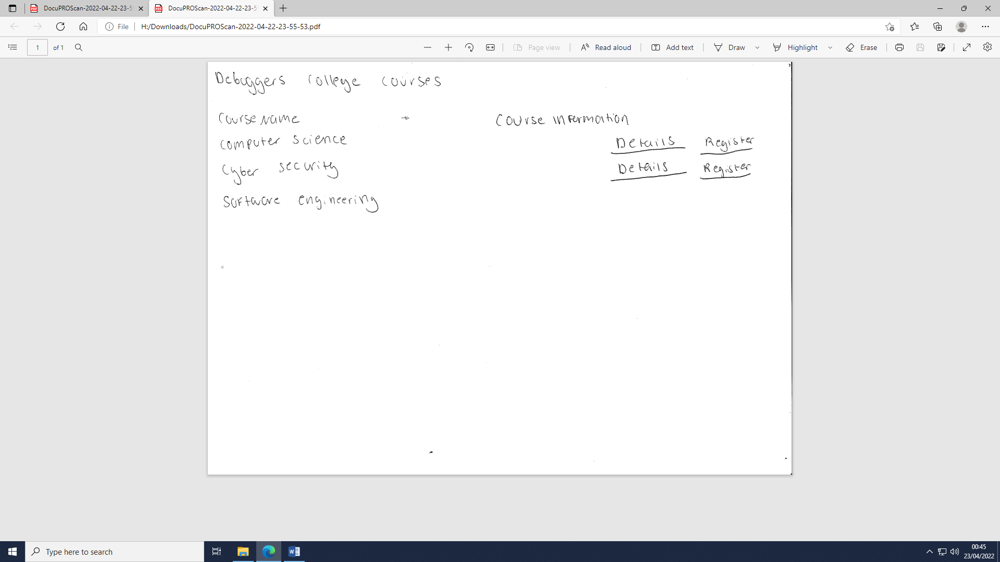 DocuPROScan-2022-04-22-23-5
DocuPROScan-2022-04-22-23-5
File H:/Downloads/DocuPROScan-2022-04-22-23-55-53.pdf
1 of 1 Page view Read aloud Add text Draw Highlight Erase
Debuggers college courses
Course Name Course Information
computer science Details Register
Cyber security Details Register
Software engineering
Type here to search
00:45
23/04/2022